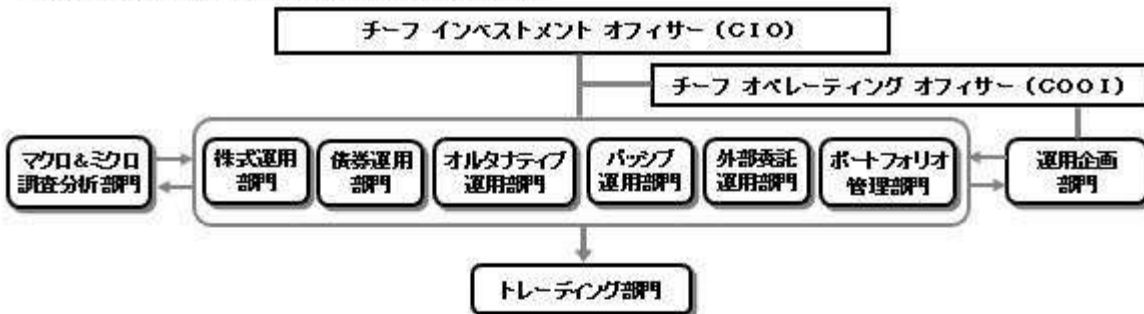 チーフ インベストメント オフィサー (CIO)
チーフ オペレーティング オフィサー (COOI)
マクロ&ミクロ
調査分析部門
株式運用
部門
債券運用
部門
オルタナティブ
運用部門
パッシブ
運用部門
外部委託
運用部門
ポートフォリオ
管理部門
運用企画
部門
トレーディング部門